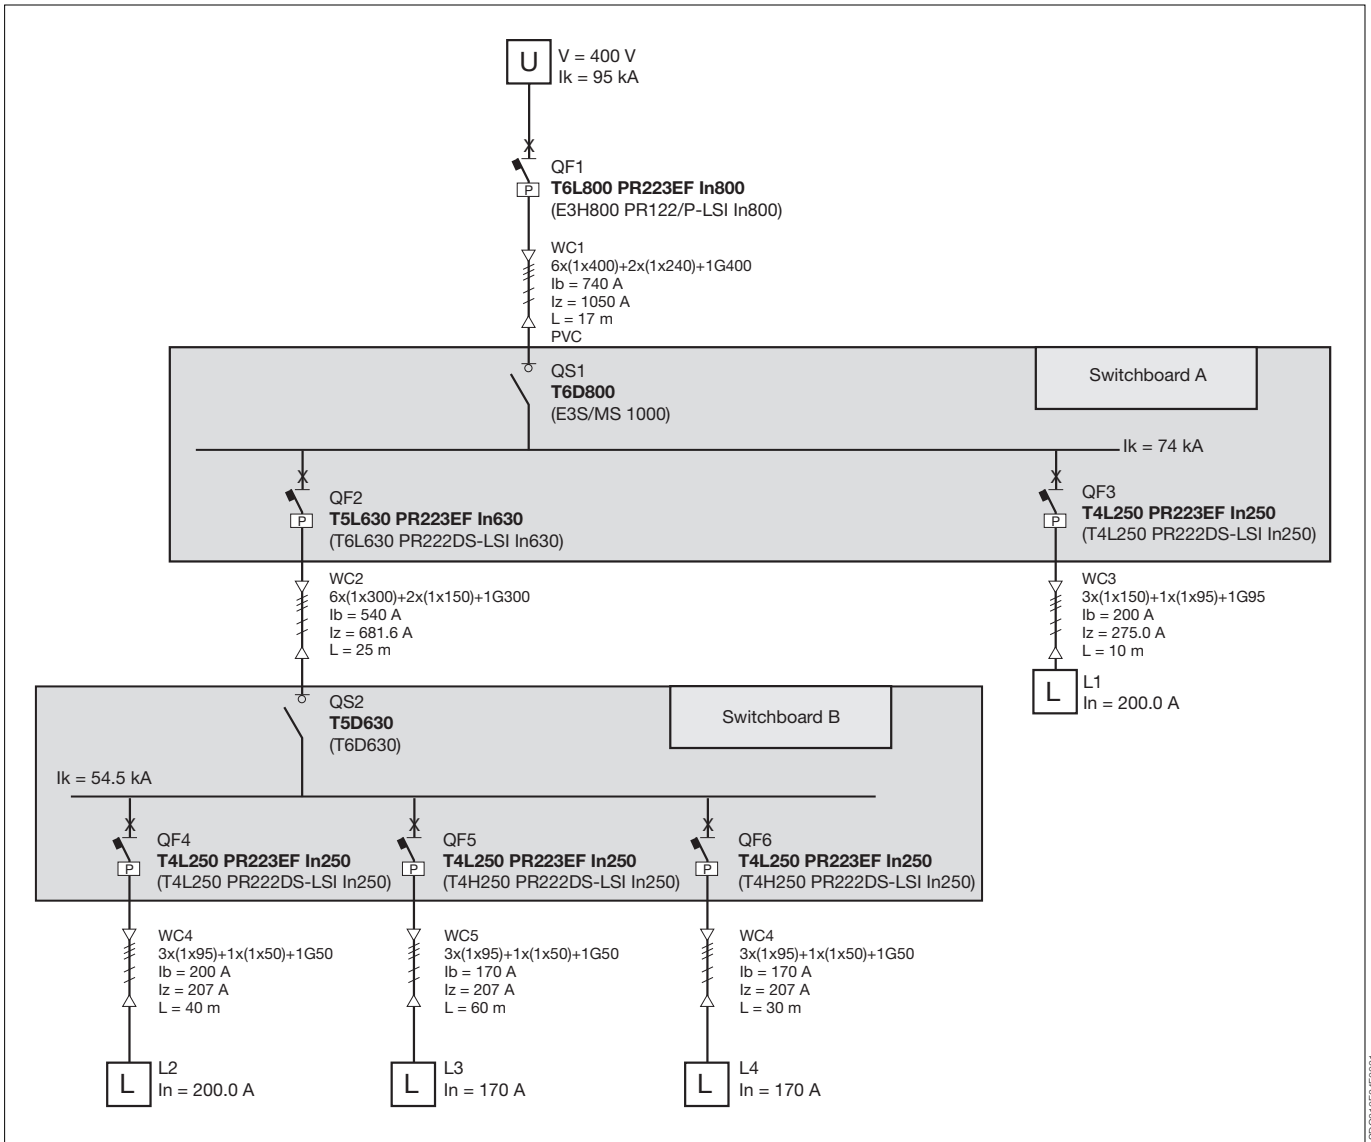 U
V = 400 V
Ik = 95 kA
X
QF1
T6L800 PR223EF In800
P
(E3H800 PR122/P-LSI In800)
WC1
6x(1x400)+2x(1x240)+1G400
Ib = 740 A
Iz = 1050 A
L = 17 m
PVC
QS1
T6D800
(E3S/MS 1000)
Switchboard A
Ik = 74 kA
X
QF2
T5L630 PR223EF In630
P
(T6L630 PR222DS-LSI In630)
X
QF3
T4L250 PR223EF In250
P
(T4L250 PR222DS-LSI In250)
WC2
6x(1x300)+2x(1x150)+1G300
Ib = 540 A
Iz = 681.6 A
L = 25 m
WC3
3x(1x150)+1x(1x95)+1G95
Ib = 200 A
Iz = 275.0 A
L = 10 m
L
L1
In = 200.0 A
QS2
T5D630
(T6D630)
Switchboard B
Ik = 54.5 kA
X
QF4
T4L250 PR223EF In250
P
(T4L250 PR222DS-LSI In250)
X
QF5
T4L250 PR223EF In250
P
(T4H250 PR222DS-LSI In250)
X
QF6
T4L250 PR223EF In250
P
(T4H250 PR222DS-LSI In250)
WC4
3x(1x95)+1x(1x50)+1G50
Ib = 200 A
Iz = 207 A
L = 40 m
WC5
3x(1x95)+1x(1x50)+1G50
Ib = 170 A
Iz = 207 A
L = 60 m
WC4
3x(1x95)+1x(1x50)+1G50
Ib = 170 A
Iz = 207 A
L = 30 m
L
L2
In = 200.0 A
L
L3
In = 170 A
L
L4
In = 170 A